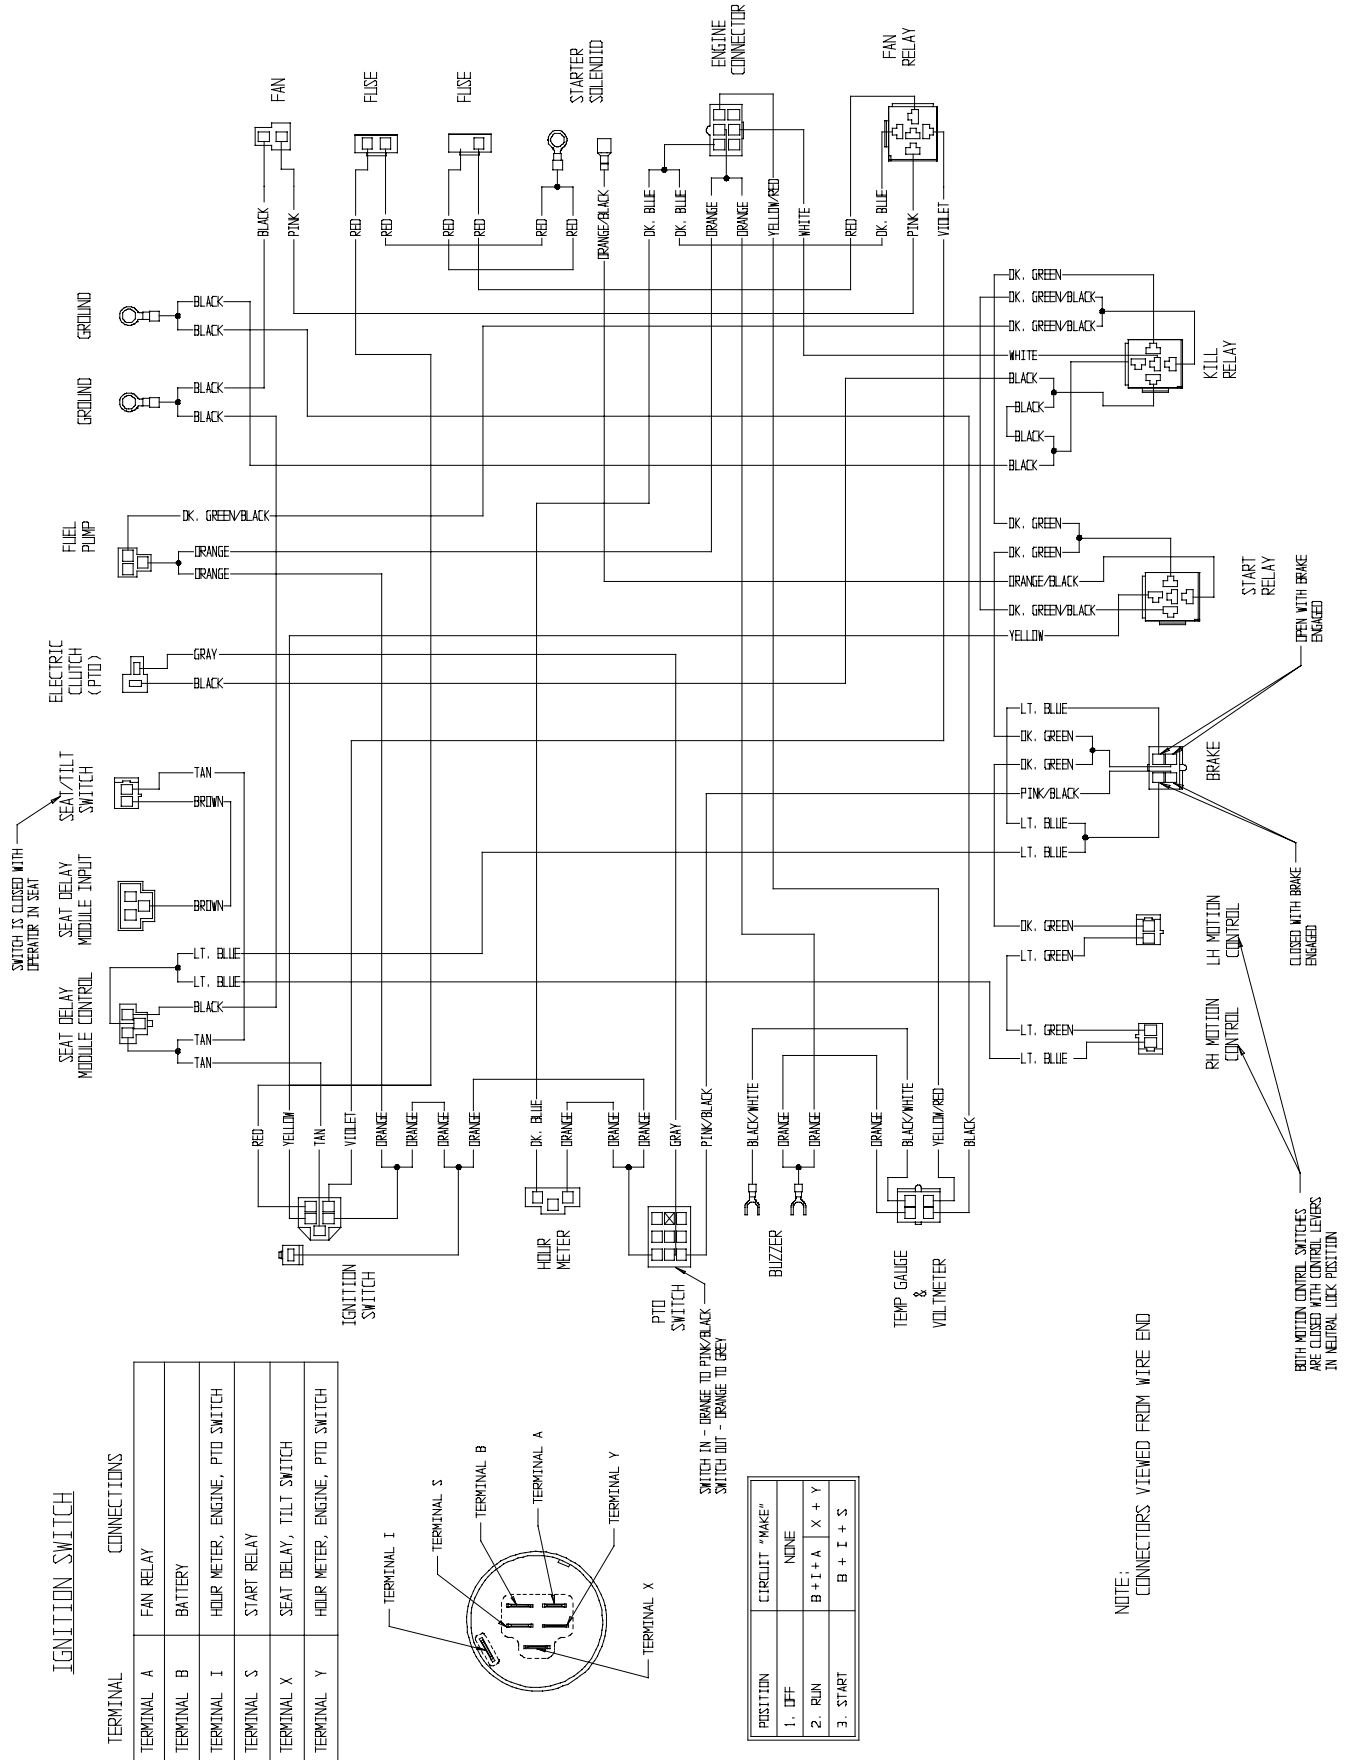 FAN
FUSE
FUSE
STARTER
SOLENOID
ENGINE
CONNECTOR
FAN
RELAY
BLACK
PINK
RED
RED
RED
RED
RED
RED
ORANGE/BLACK
DK. BLUE
DK. BLUE
ORANGE
ORANGE
YELLOW/RED
WHITE
RED
DK. BLUE
PINK
VIOLET
GROUND
BLACK
BLACK
GROUND
BLACK
BLACK
DK. GREEN
DK. GREEN/BLACK
DK. GREEN/BLACK
WHITE
BLACK
BLACK
BLACK
BLACK
KILL
RELAY
FUEL
PUMP
DK. GREEN/BLACK
ORANGE
ORANGE
DK. GREEN
DK. GREEN
ORANGE/BLACK
DK. GREEN/BLACK
YELLOW
START
RELAY
OPEN WITH BRAKE
ENGAGED
ELECTRIC
CLUTCH
(PTO)
GRAY
BLACK
SEAT/TILT
SWITCH
TAN
BROWN
SWITCH IS CLOSED WITH
OPERATOR IN SEAT
LT. BLUE
DK. GREEN
DK. GREEN
PINK/BLACK
LT. BLUE
LT. BLUE
BRAKE
CLOSED WITH BRAKE
ENGAGED
SEAT DELAY
MODULE INPUT
BROWN
SEAT DELAY
MODULE CONTROL
LT. BLUE
LT. BLUE
BLACK
TAN
TAN
DK. GREEN
LT. GREEN
LH MOTION
CONTROL
LT. GREEN
LT. BLUE
RH MOTION
CONTROL
RED
YELLOW
TAN
VIOLET
ORANGE
ORANGE
ORANGE
ORANGE
DK. BLUE
ORANGE
ORANGE
ORANGE
GRAY
PINK/BLACK
BLACK/WHITE
ORANGE
ORANGE
ORANGE
BLACK/WHITE
YELLOW/RED
BLACK
IGNITION
SWITCH
HOUR
METER
PTO
SWITCH
SWITCH IN - ORANGE TO PINK/BLACK
SWITCH OUT - ORANGE TO GREY
BUZZER
TEMP GAUGE
&
VOLTMETER
BOTH MOTION CONTROL SWITCHES
ARE CLOSED WITH CONTROL LEVERS
IN NEUTRAL LOCK POSITION
IGNITION SWITCH
TERMINAL CONNECTIONS
TERMINAL A FAN RELAY
TERMINAL B BATTERY
TERMINAL I HOUR METER, ENGINE, PTO SWITCH
TERMINAL S START RELAY
TERMINAL X SEAT DELAY, TILT SWITCH
TERMINAL Y HOUR METER, ENGINE, PTO SWITCH
TERMINAL I
TERMINAL S
TERMINAL B
TERMINAL A
TERMINAL Y
TERMINAL X
POSITION CIRCUIT "MAKE"
1. OFF NONE
2. RUN B+I+A X + Y
3. START B + I + S
NOTE:
CONNECTORS VIEWED FROM WIRE END